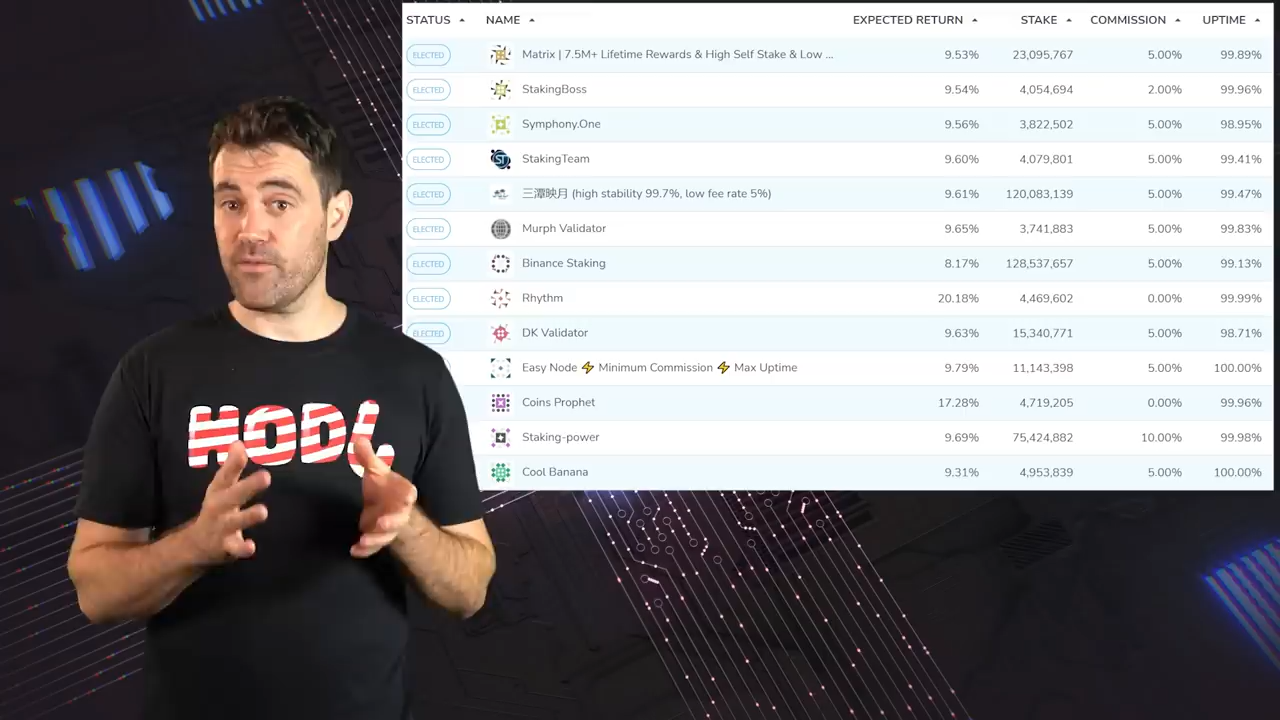 STATUS NAME EXPECTED RETURN STAKE COMMISSION UPTIME
ELECTED Matrix | 7.5M+ Lifetime Rewards & High Self Stake & Low ... 9.53% 23,095,767 5.00% 99.89%
ELECTED StakingBoss 9.54% 4,054,694 2.00% 99.96%
ELECTED Symphony.One 9.56% 3,822,502 5.00% 98.95%
ELECTED StakingTeam 9.60% 4,079,801 5.00% 99.41%
ELECTED 三潭映月 (high stability 99.7%, low fee rate 5%) 9.61% 120,083,139 5.00% 99.47%
ELECTED Murph Validator 9.65% 3,741,883 5.00% 99.83%
ELECTED Binance Staking 8.17% 128,537,657 5.00% 99.13%
ELECTED Rhythm 20.18% 4,469,602 0.00% 99.99%
ELECTED DK Validator 9.63% 15,340,771 5.00% 98.71%
Easy Node ⚡ Minimum Commission ⚡ Max Uptime 9.79% 11,143,398 5.00% 100.00%
Coins Prophet 17.28% 4,719,205 0.00% 99.96%
Staking-power 9.69% 75,424,882 10.00% 99.98%
Cool Banana 9.31% 4,953,839 5.00% 100.00%
HODL